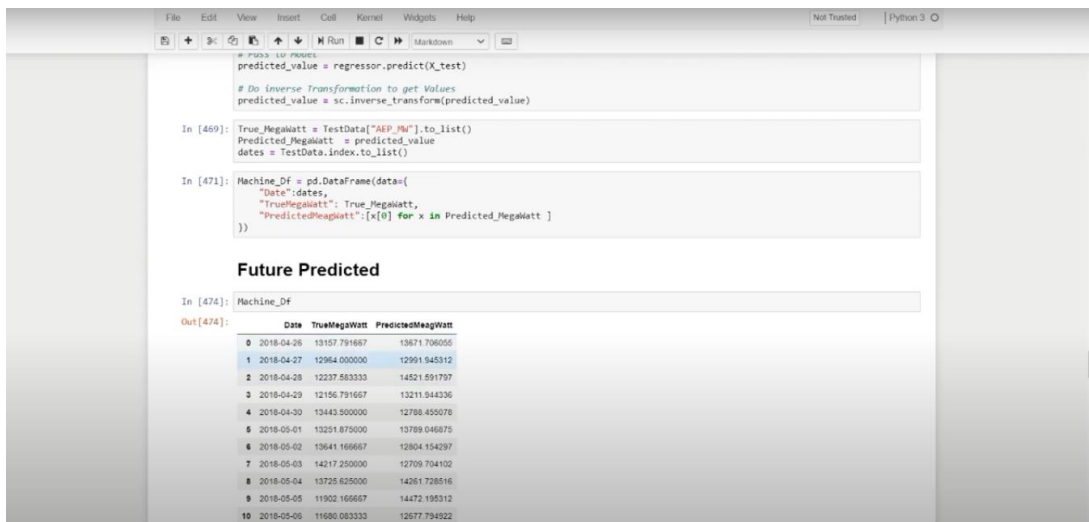 File Edit View Insert Cell Kernel Widgets Help Not Trusted Python 3
Run Markdown
# Pass to Model
predicted_value = regressor.predict(X_test)
# Do inverse Transformation to get Values
predicted_value = sc.inverse_transform(predicted_value)
In [469]: True_MegaWatt = TestData["AEP_MW"].to_list()
Predicted_MegaWatt = predicted_value
dates = TestData.index.to_list()
In [471]: Machine_Df = pd.DataFrame(data={
"Date":dates,
"TrueMegaWatt": True_MegaWatt,
"PredictedMeagWatt":[x[0] for x in Predicted_MegaWatt ]
})
Future Predicted
In [474]: Machine_Df
Out[474]:
Date TrueMegaWatt PredictedMeagWatt
0 2018-04-26 13157.791667 13671.706055
1 2018-04-27 12964.000000 12991.945312
2 2018-04-28 12237.583333 14521.591797
3 2018-04-29 12156.791667 13211.944336
4 2018-04-30 13443.500000 12788.455078
5 2018-05-01 13251.875000 13789.046875
6 2018-05-02 13641.166667 12804.154297
7 2018-05-03 14217.250000 12709.704102
8 2018-05-04 13725.625000 14261.728516
9 2018-05-05 11902.166667 14472.195312
10 2018-05-06 11680.083333 12677.794922